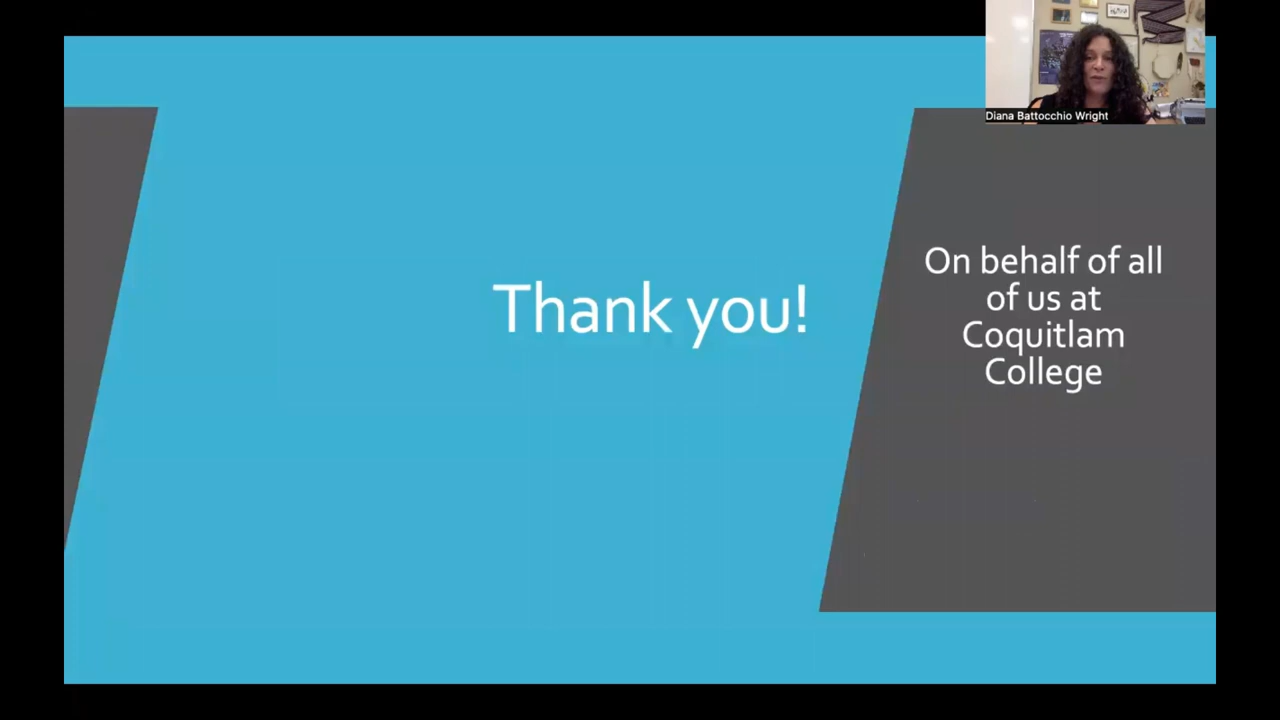 Diana Battocchio Wright
Thank you!
On behalf of all
of us at
Coquitlam
College